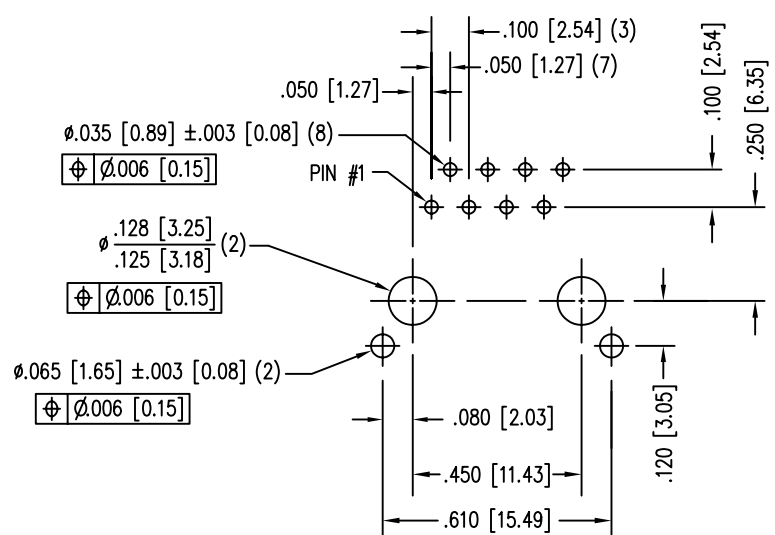 .100 [2.54] (3)
.050 [1.27] (7)
.050 [1.27]
.100 [2.54]
.250 [6.35]
⌀.035 [0.89] ±.003 [0.08] (8)
⌖ ⌀.006 [0.15]
PIN #1
⌀ .128 [3.25]
.125 [3.18] (2)
⌖ ⌀.006 [0.15]
⌀.065 [1.65] ±.003 [0.08] (2)
⌖ ⌀.006 [0.15]
.080 [2.03]
.120 [3.05]
.450 [11.43]
.610 [15.49]